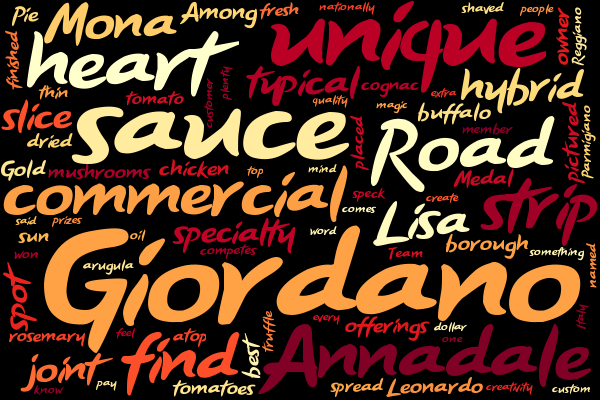 Pie
Mona
Among
fresh
nationally
shaved
people
owner
Reggiano
finished
heart
unique
thin
tomato
customer
plenty
typical
cognac
extra
hybrid
slice
dried
sauce
quality
magic
buffalo
placed
Road
member
pictured
Parmigiano
Gold
mushrooms
chicken
top
mind
Medal
commercial
speck
comes
create
strip
said
prizes
Lisa
sun
oil
specialty
word
borough
won
competes
Team
something
arugula
Giordano
named
spot
rosemary
feel
atop
truffle
every
offerings
dollar
one
Italy
joint
find
best
Annadale
know
pay
tomatoes
spread
Leonardo
creativity
custom